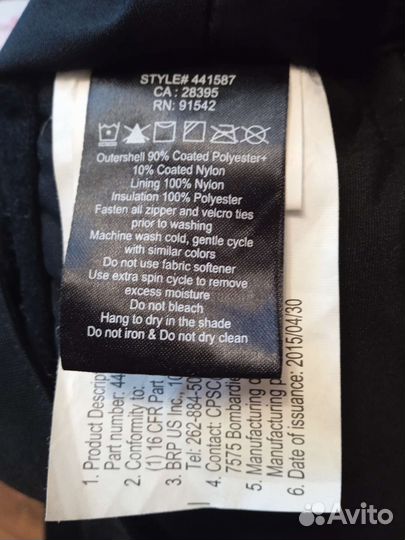 STYLE# 441587
CA : 28395
RN: 91542
Outershell 90% Coated Polyester+
10% Coated Nylon
Lining 100% Nylon
Insulation 100% Polyester
Fasten all zipper and velcro ties
prior to washing
Machine wash cold, gentle cycle
with similar colors
Do not use fabric softener
Use extra spin cycle to remove
excess moisture
Do not bleach
Hang to dry in the shade
Do not iron & Do not dry clean
1. Product Descrip
Part number: 44
2. Conformity to:
(1) 16 CFR Part
3. BRP US Inc., 10
Tel: 262-884-50
4. Contact: CPSC
7575 Bombardie
5. Manufacturing
Manufacturing p
6. Date of issuance: 2015/04/30
Avito